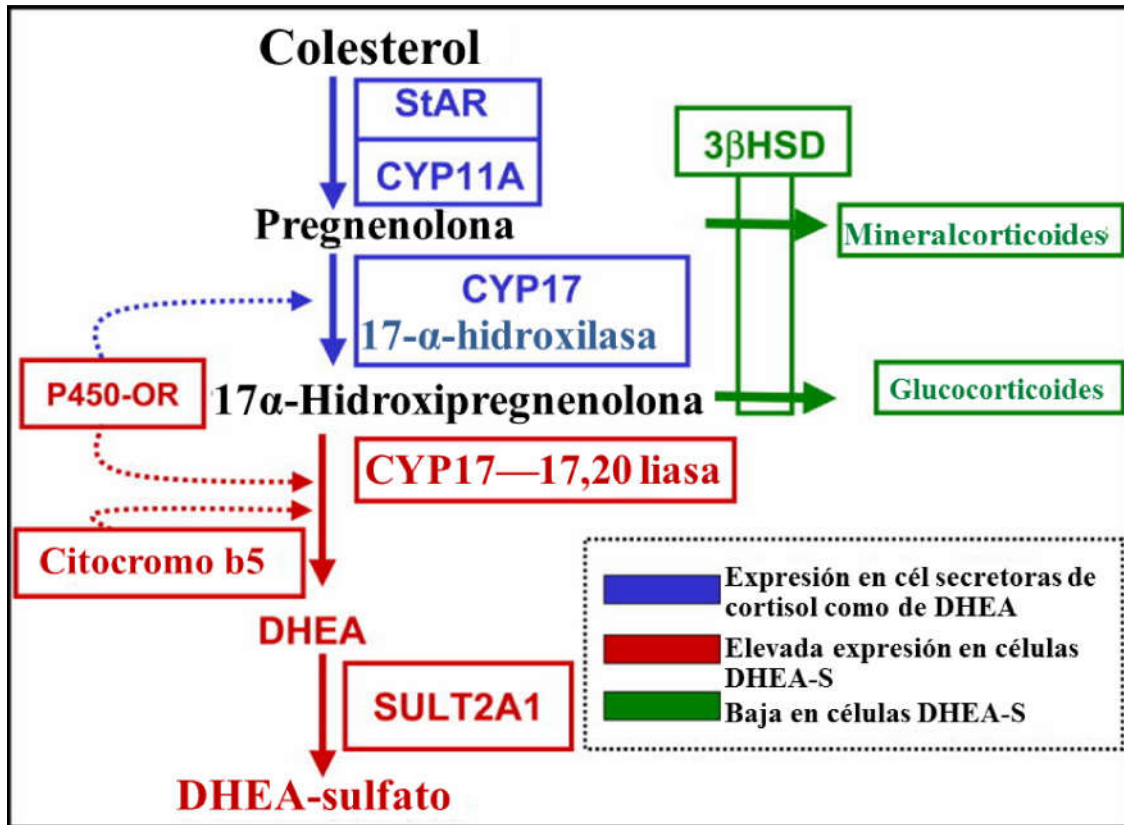 Colesterol
StAR
CYP11A
3βHSD
Pregnenolona
Mineralcorticoides
CYP17
17-α-hidroxilasa
P450-OR
17α-Hidroxipregnenolona
Glucocorticoides
CYP17—17,20 liasa
Citocromo b5
DHEA
SULT2A1
DHEA-sulfato
Expresión en cél secretoras de
cortisol como de DHEA
Elevada expresión en células
DHEA-S
Baja en células DHEA-S